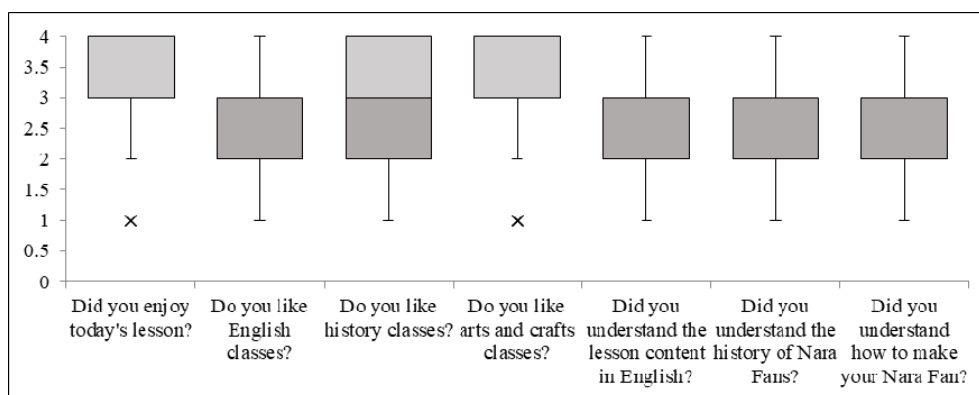 4
3.5
3
2.5
2
1.5
1
0.5
0
Did you enjoy
today's lesson?
Do you like
English
classes?
Do you like
history classes?
Do you like
arts and crafts
classes?
Did you
understand the
lesson content
in English?
Did you
understand the
history of Nara
Fans?
Did you
understand
how to make
your Nara Fan?